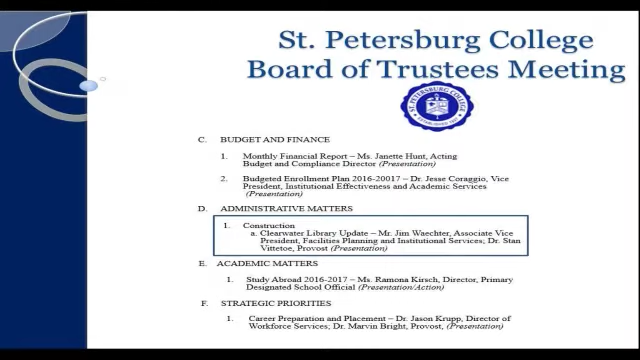 St. Petersburg College
Board of Trustees Meeting
ST. PETERSBURG COLLEGE
C. BUDGET AND FINANCE
1. Monthly Financial Report – Ms. Janette Hunt, Acting
Budget and Compliance Director (Presentation)
2. Budgeted Enrollment Plan 2016-20017 – Dr. Jesse Coraggio, Vice
President, Institutional Effectiveness and Academic Services
(Presentation)
D. ADMINISTRATIVE MATTERS
1. Construction
a. Clearwater Library Update – Mr. Jim Waechter, Associate Vice
President, Facilities Planning and Institutional Services; Dr. Stan
Vittetoe, Provost (Presentation)
E. ACADEMIC MATTERS
1. Study Abroad 2016-2017 – Ms. Ramona Kirsch, Director, Primary
Designated School Official (Presentation/Action)
F. STRATEGIC PRIORITIES
1. Career Preparation and Placement – Dr. Jason Krupp, Director of
Workforce Services; Dr. Marvin Bright, Provost, (Presentation)